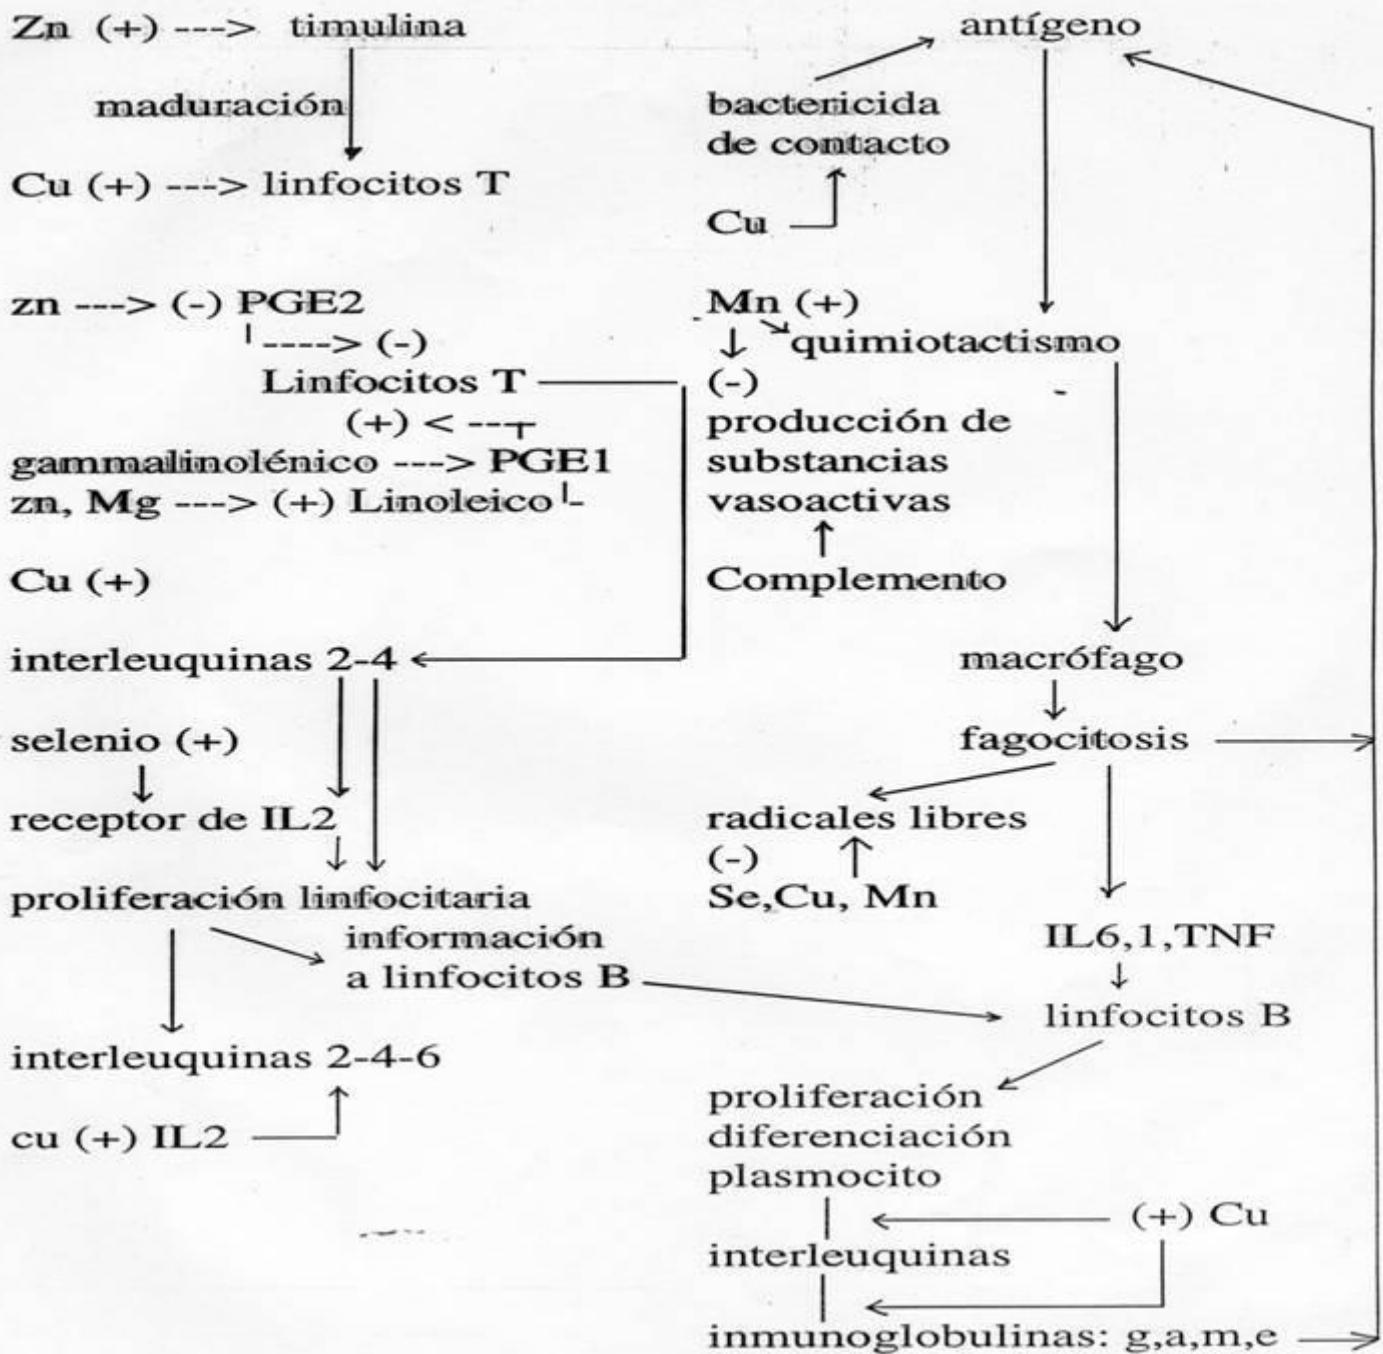 Zn (+) ---> timulina
maduración
Cu (+) ---> linfocitos T
zn ---> (-) PGE2
----> (-)
Linfocitos T
(+) < ---
gammalinolénico ---> PGE1
zn, Mg ---> (+) Linoleico
Cu (+)
interleuquinas 2-4
selenio (+)
receptor de IL2
proliferación linfocitaria
información
a linfocitos B
interleuquinas 2-4-6
cu (+) IL2
antígeno
bactericida
de contacto
Cu
Mn (+)
quimiotactismo
(-)
producción de
substancias
vasoactivas
Complemento
macrófago
fagocitosis
radicales libres
(-)
Se,Cu, Mn
IL6,1,TNF
linfocitos B
proliferación
diferenciación
plasmocito
(+) Cu
interleuquinas
inmunoglobulinas: g,a,m,e